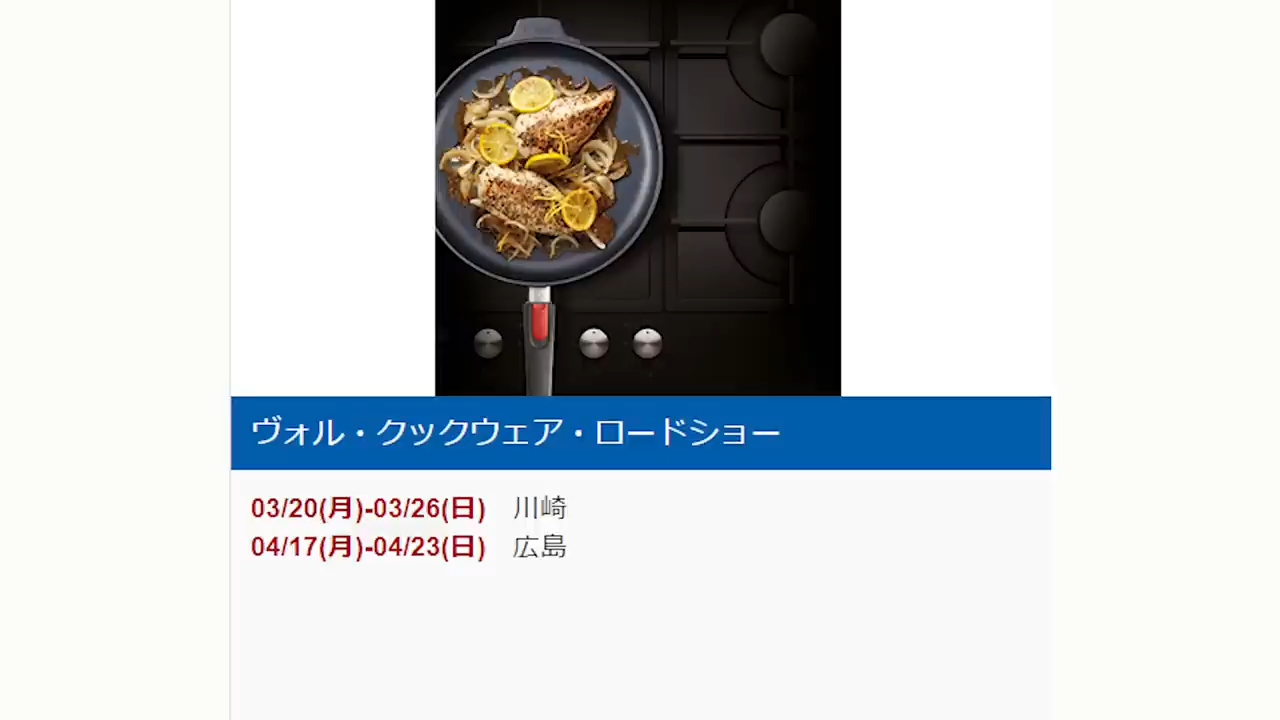 ヴォル・クックウェア・ロードショー
03/20(月)-03/26(日) 川崎
04/17(月)-04/23(日) 広島